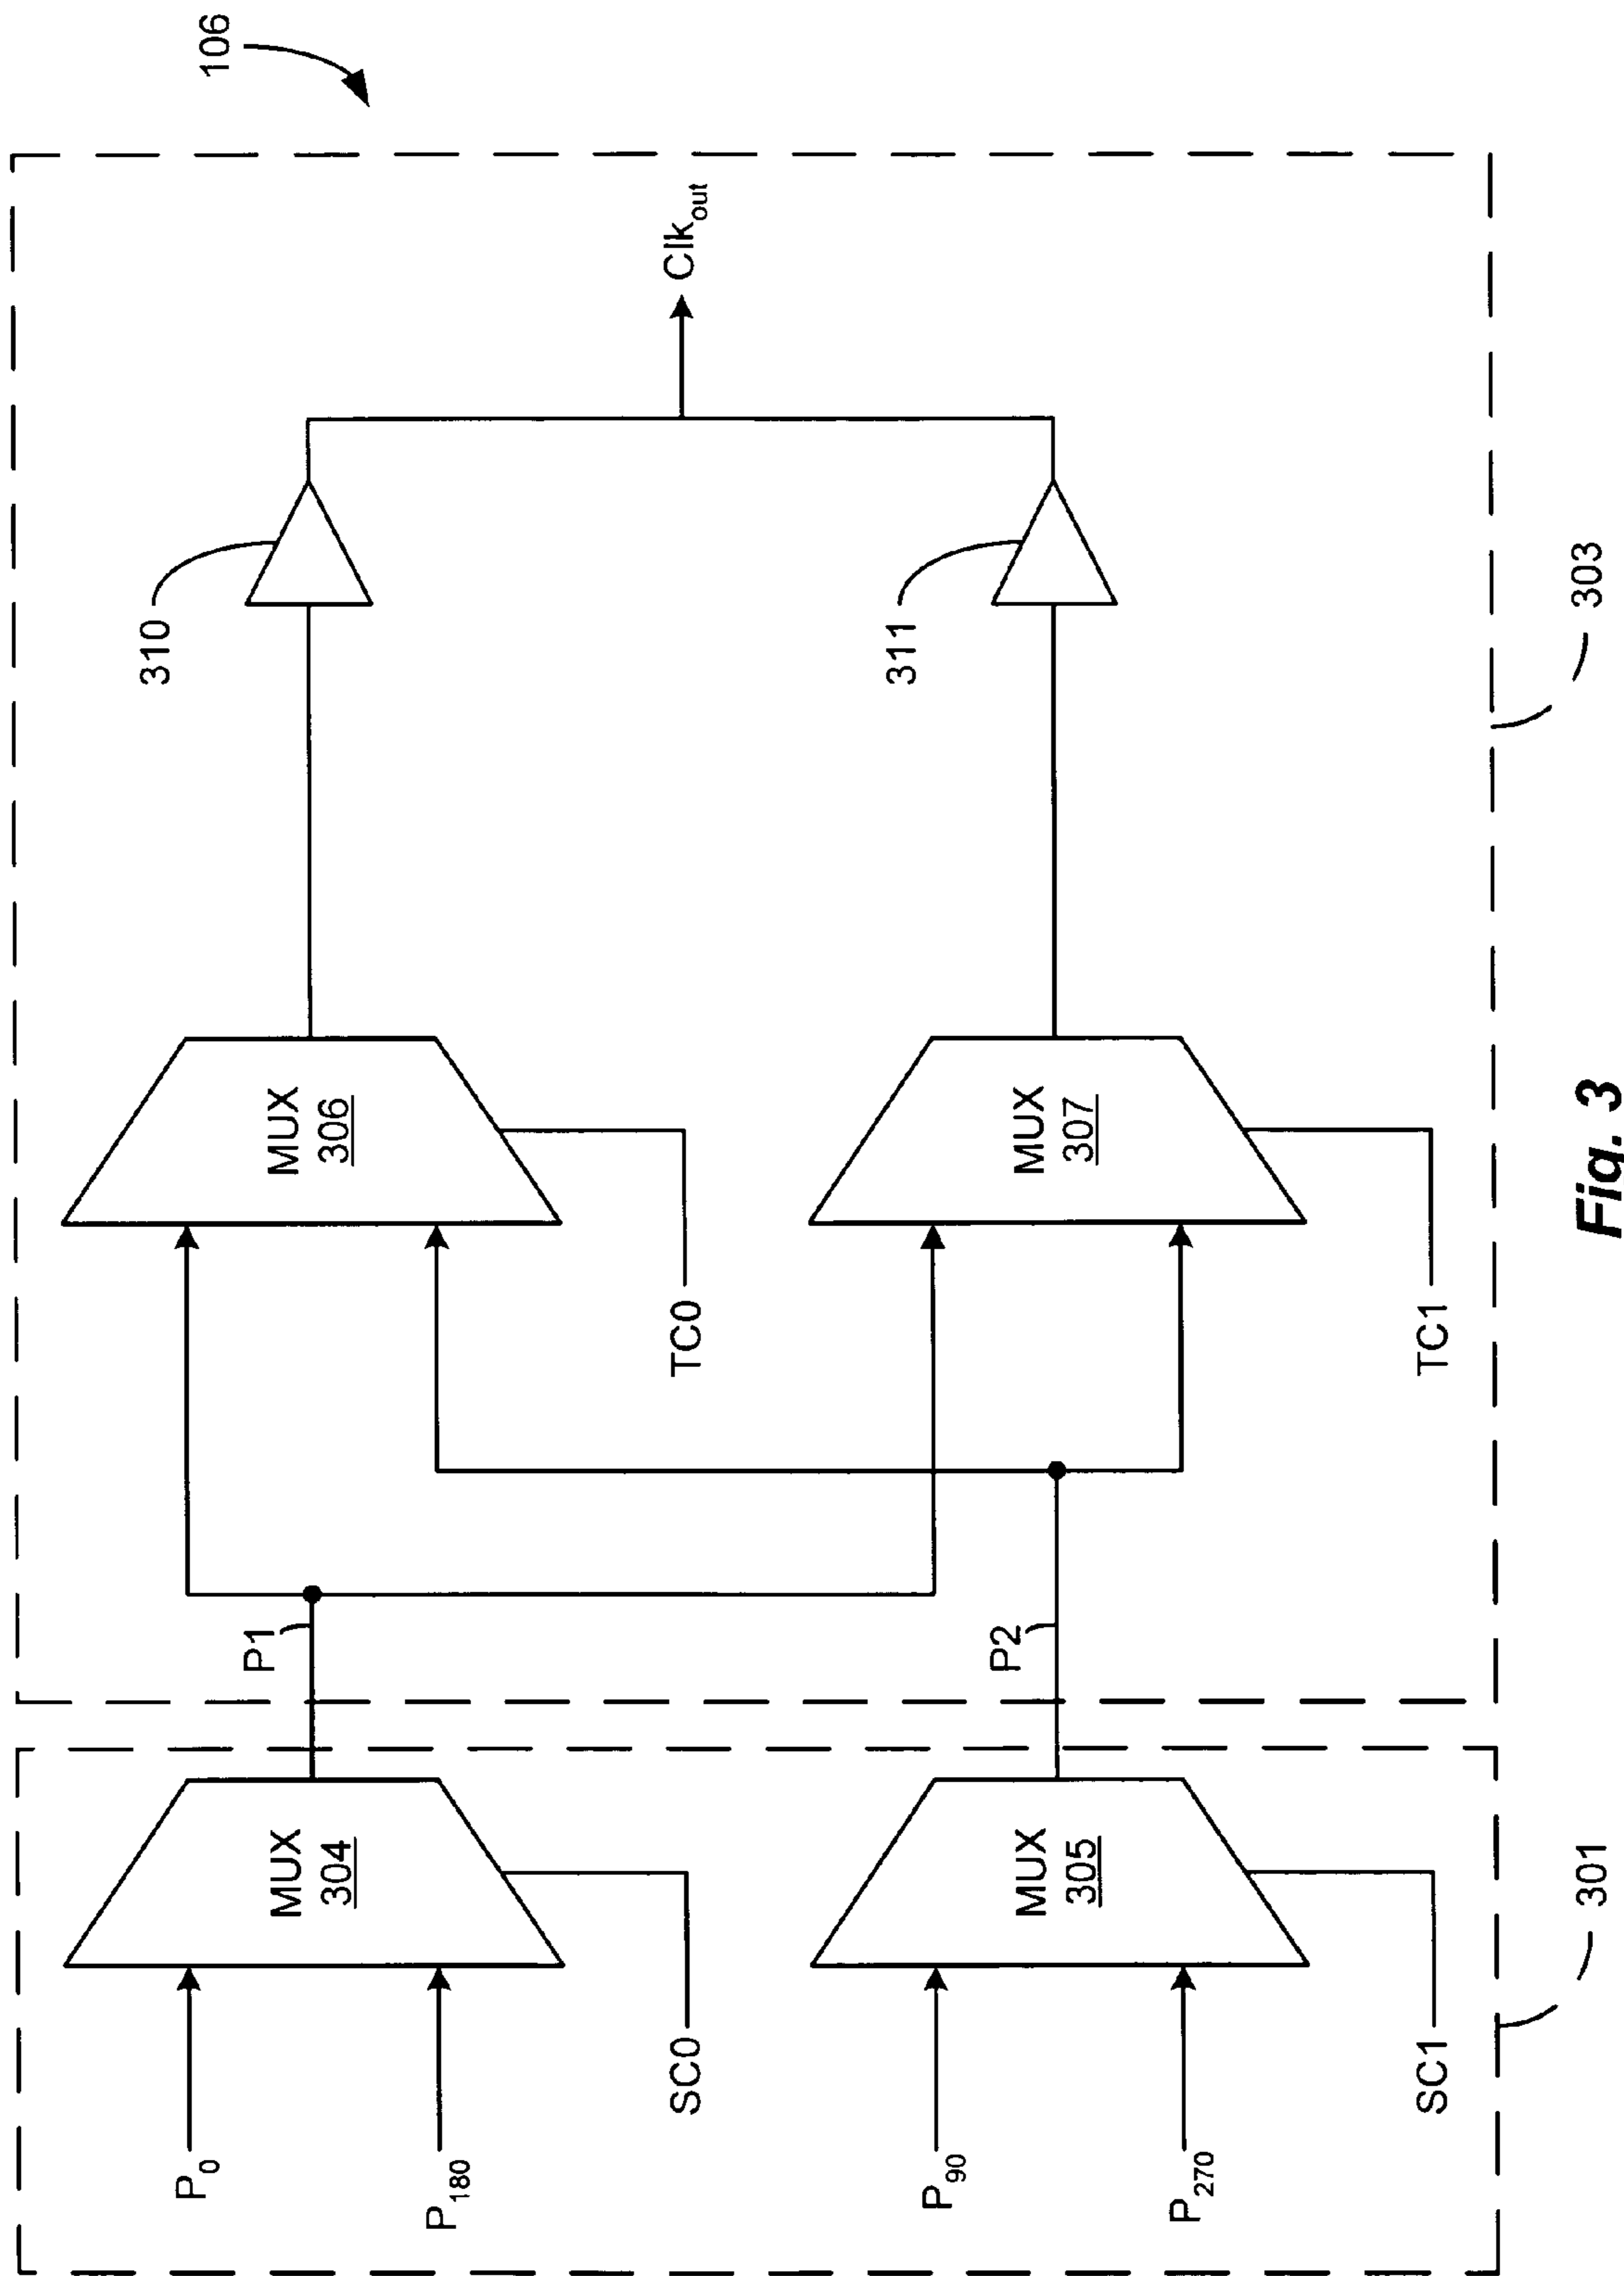 106
P0
P180
SC0
MUX
304
P1
TC0
MUX
306
310
Clkout
P90
P270
SC1
MUX
305
P2
TC1
MUX
307
311
301
303
Fig. 3